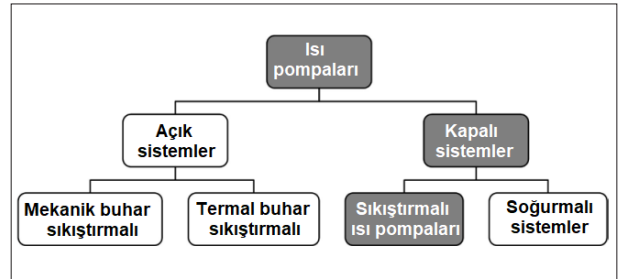 Isı
pompaları
Açık
sistemler
Kapalı
sistemler
Mekanik buhar
sıkıştırmalı
Termal buhar
sıkıştırmalı
Sıkıştırmalı
ısı pompaları
Soğurmalı
sistemler